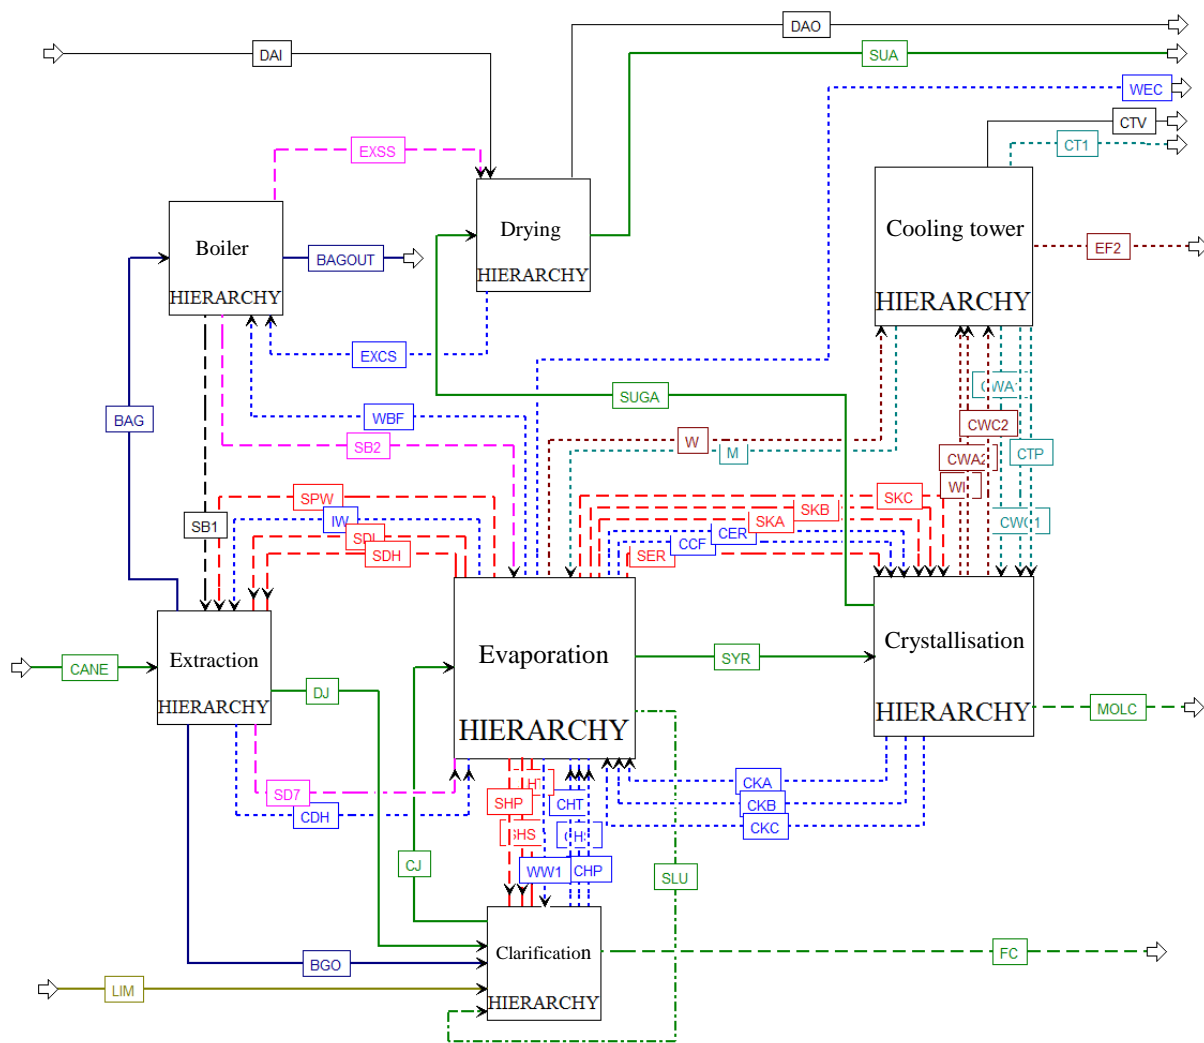 DAO
DAI
SUA
WEC
CTV
CT1
EXSS
Boiler
HIERARCHY
Drying
HIERARCHY
Cooling tower
HIERARCHY
BAGOUT
EF2
EXCS
SUGA
WBF
BAG
SB2
W
M
CWC2
CWA2
CTP
WI
CWC1
SPW
IW
SDH
SB1
SKC
SKB
SKA
CER
CCF
SER
Extraction
HIERARCHY
Evaporation
HIERARCHY
Crystallisation
HIERARCHY
CANE
DJ
SYR
MOLC
SD7
CDH
SHP
CHT
CKA
CKB
CKC
CJ
WW1
CHP
SLU
Clarification
HIERARCHY
BGO
FC
LIM